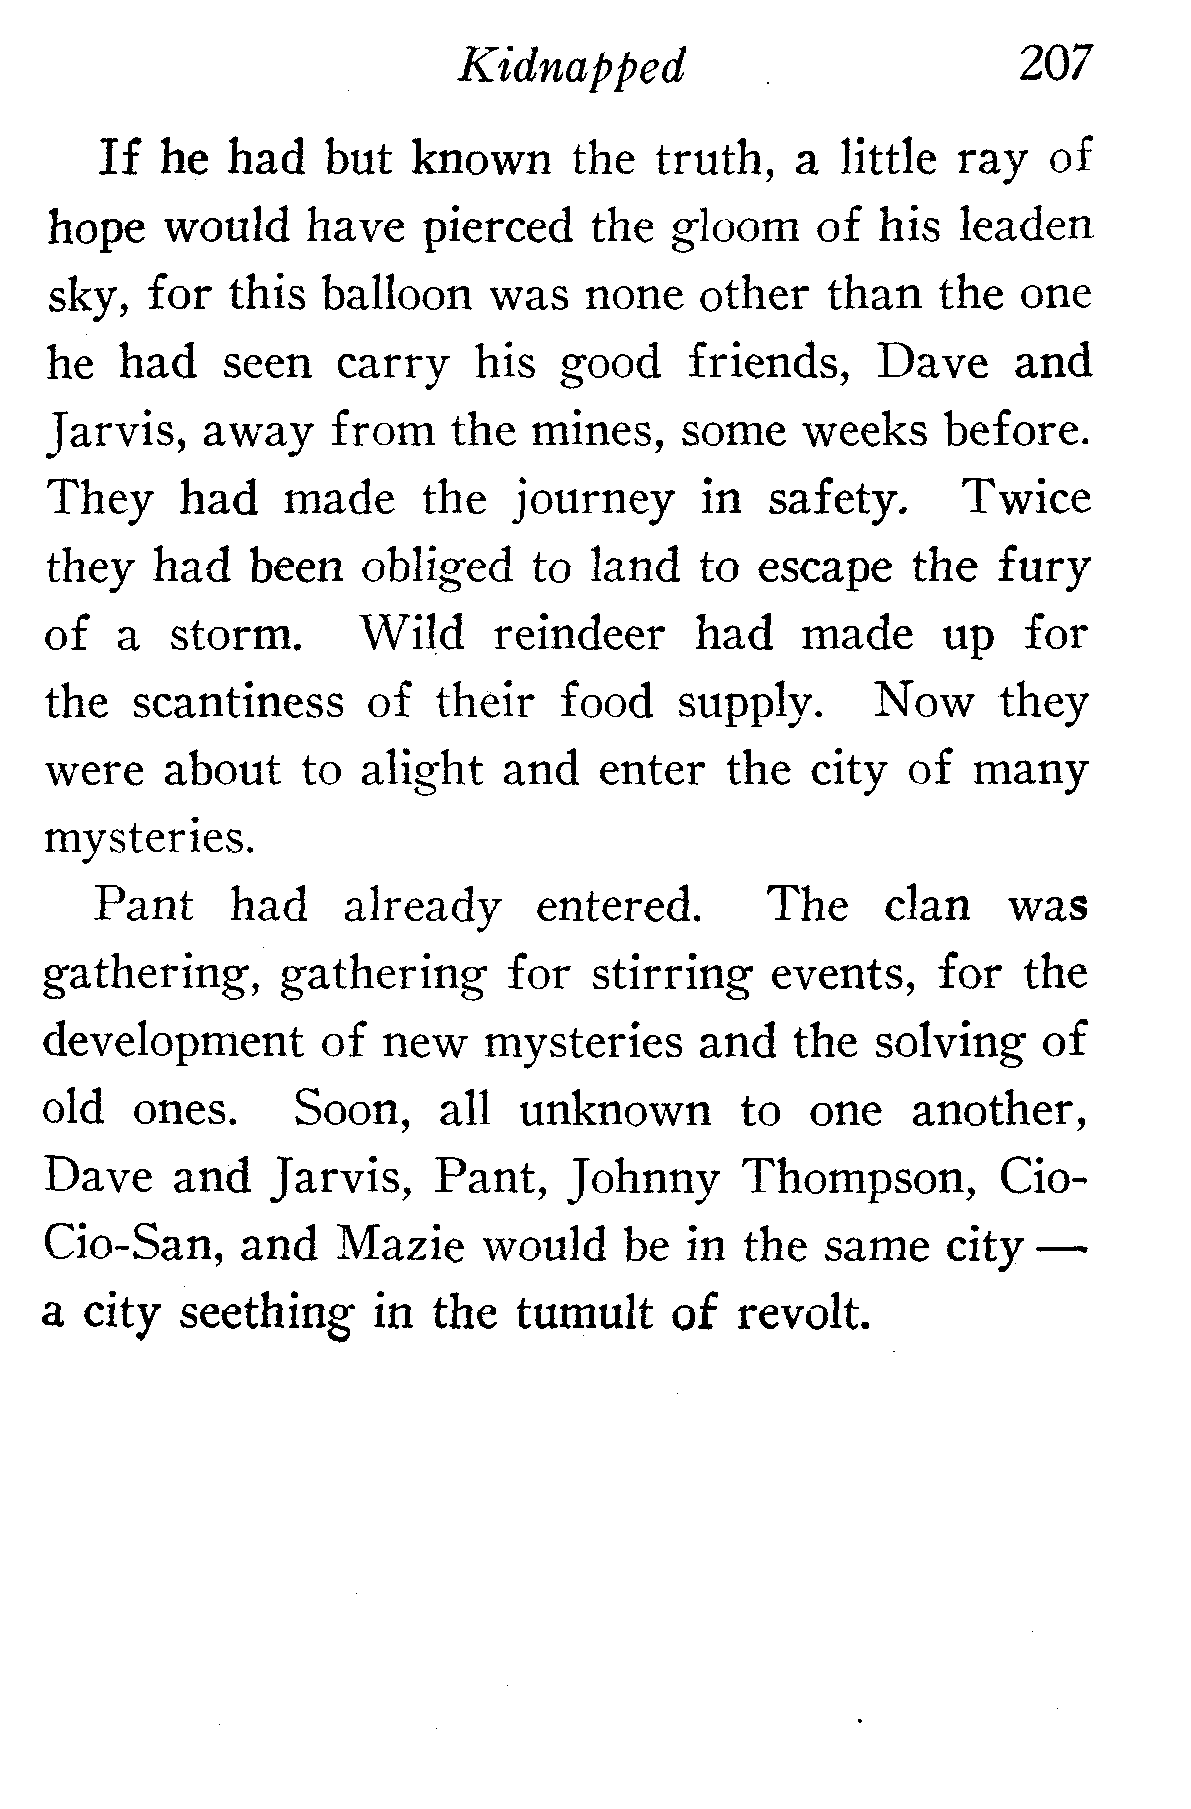 Kidnapped 207
If he had but known the truth, a little ray of
hope would have pierced the gloom of his leaden
sky, for this balloon was none other than the one
he had seen carry his good friends, Dave and
Jarvis, away from the mines, some weeks before.
They had made the journey in safety. Twice
they had been obliged to land to escape the fury
of a storm. Wild reindeer had made up for
the scantiness of their food supply. Now they
were about to alight and enter the city of many
mysteries.
Pant had already entered. The clan was
gathering, gathering for stirring events, for the
development of new mysteries and the solving of
old ones. Soon, all unknown to one another,
Dave and Jarvis, Pant, Johnny Thompson, Cio-
Cio-San, and Mazie would be in the same city —
a city seething in the tumult of revolt.